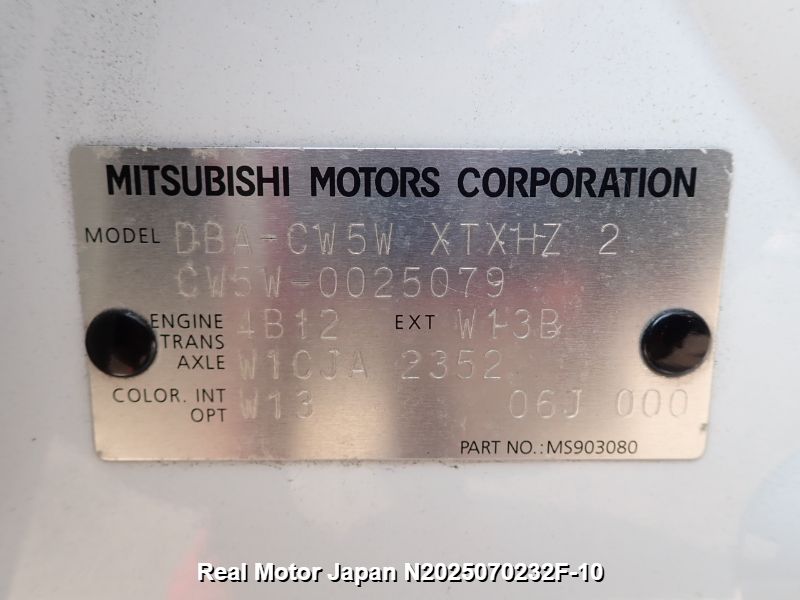 MITSUBISHI MOTORS CORPORATION
MODEL DBA-CW5W XTXHZ 2
CW5W-0025079
ENGINE 4B12 EXT W13B
TRANS
AXLE W1CJA 2352
COLOR. INT W13 06J 000
OPT
PART NO.:MS903080
Real Motor Japan N2025070232F-10